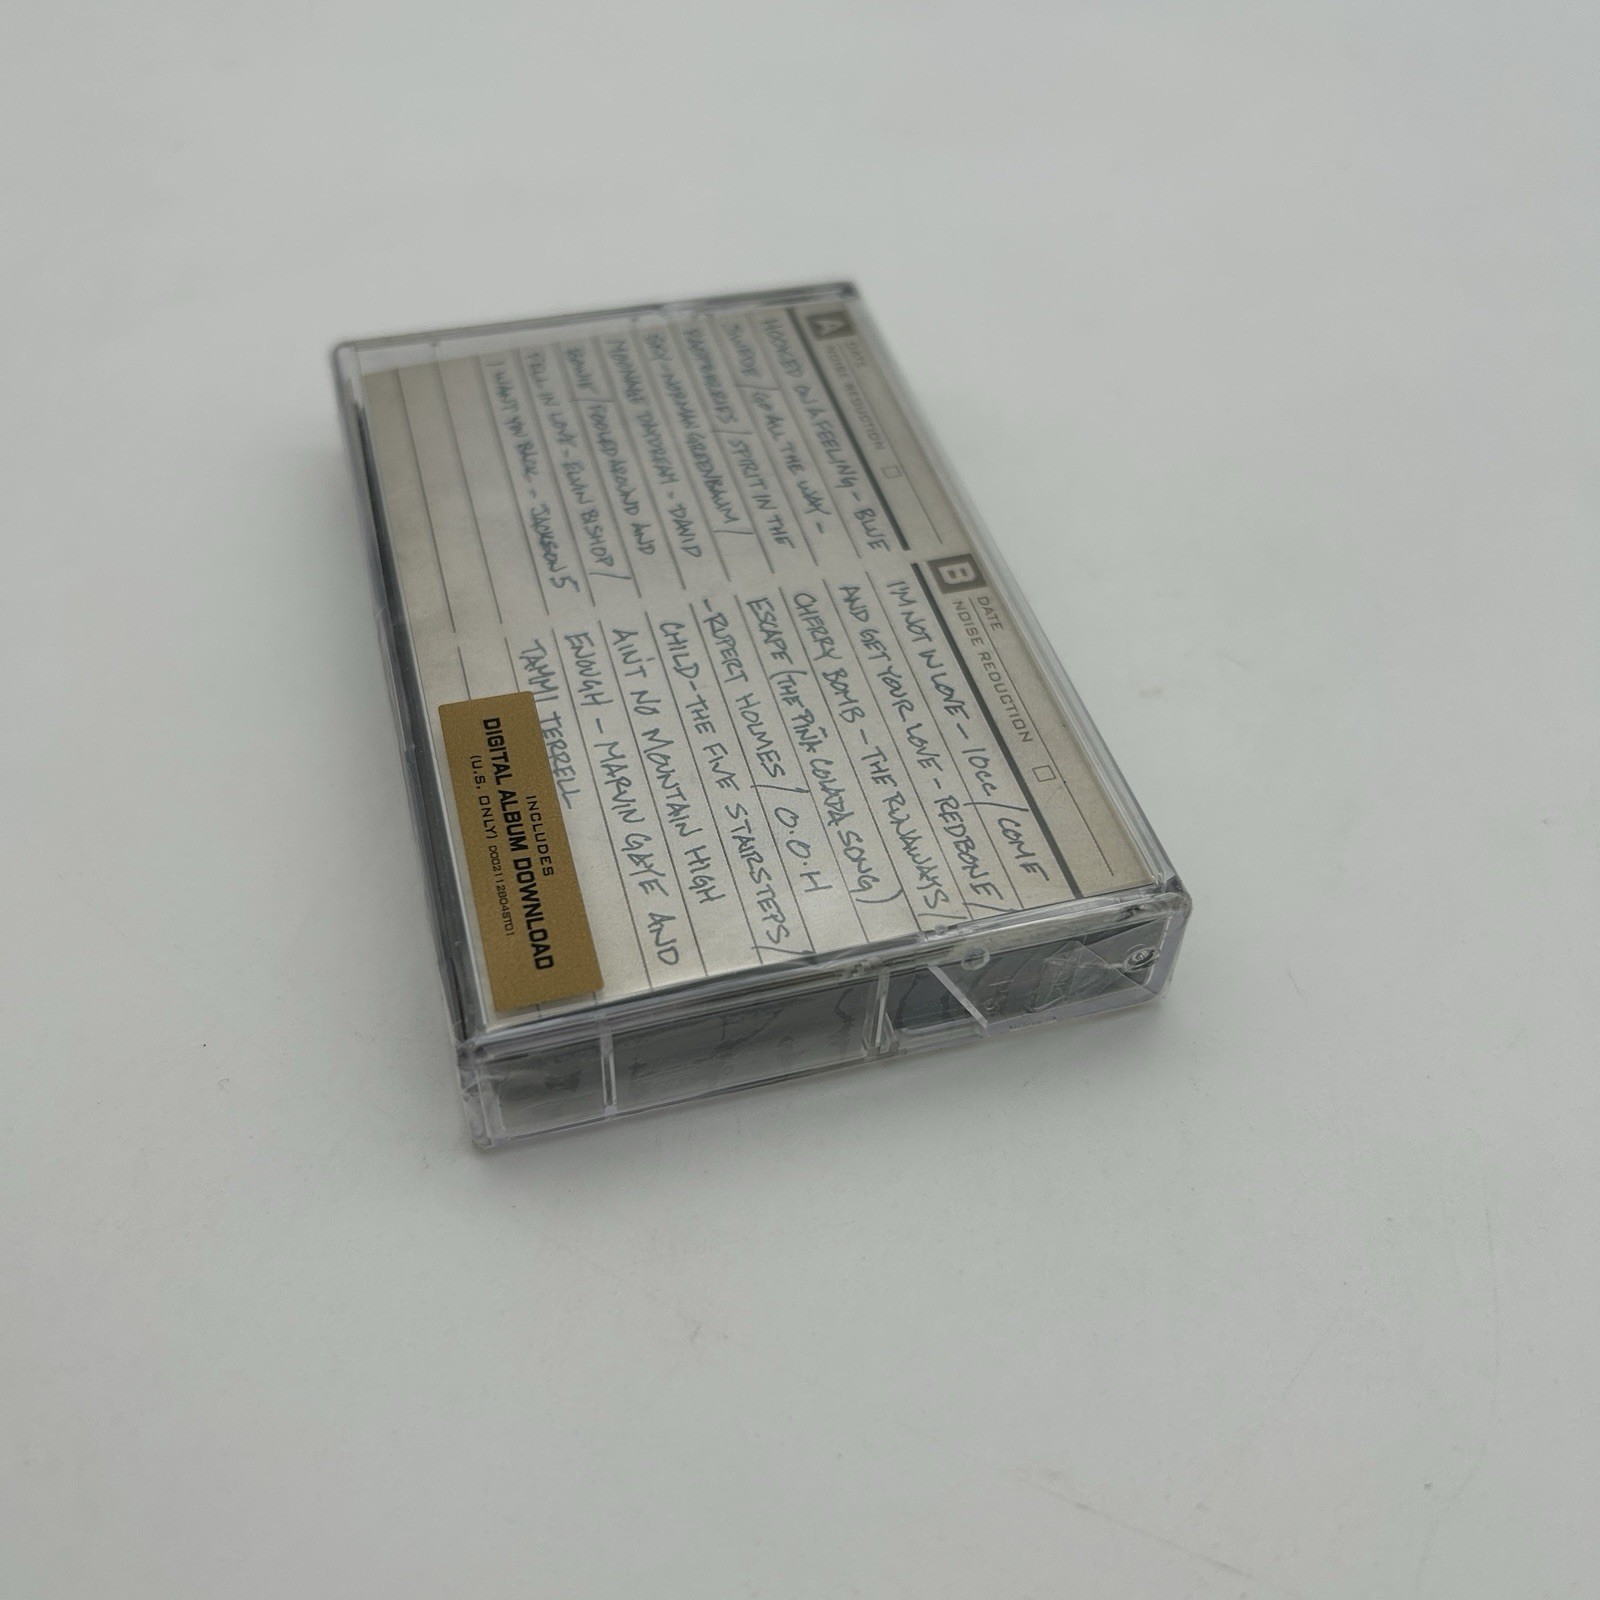 A
DATE
NOISE REDUCTION
HOOKED ON A FEELING - BLUE
SWEDE / GO ALL THE WAY -
RASPBERRIES / SPIRIT IN THE
SKY - NORMAN GREENBAUM /
MOONAGE DAYDREAM - DAVID
BOWIE / FOOLED AROUND AND
FELL IN LOVE - ELVIN BISHOP /
I WANT YOU BACK - JACKSON 5
B
DATE
NOISE REDUCTION
I'M NOT IN LOVE - 10CC / COME
AND GET YOUR LOVE - REDBONE /
CHERRY BOMB - THE RUNAWAYS /
ESCAPE (THE PIÑA COLADA SONG)
- RUPERT HOLMES / O.O.H
CHILD - THE FIVE STAIRSTEPS /
AIN'T NO MOUNTAIN HIGH
ENOUGH - MARVIN GAYE AND
TAMMI TERRELL
INCLUDES
DIGITAL ALBUM DOWNLOAD
(U.S. ONLY) D002112804ST01